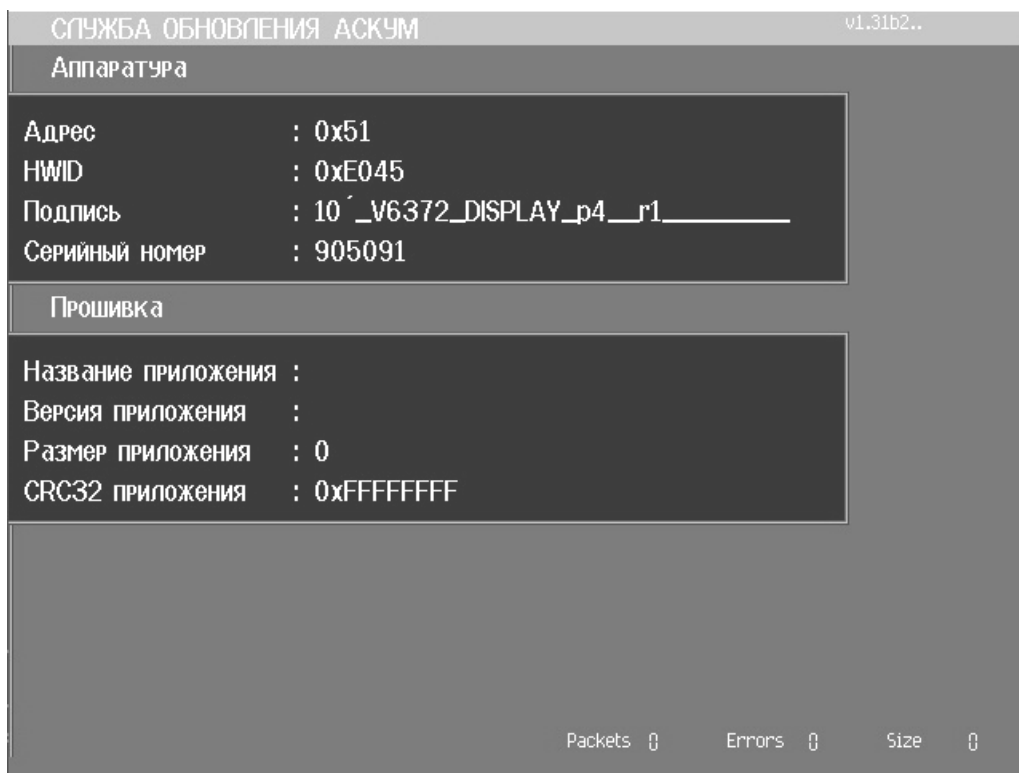 СЛУЖБА ОБНОВЛЕНИЯ АСКУМ v1.31b2..
Аппаратура
Адрес : 0x51
HWID : 0xE045
Подпись : 10´_V6372_DISPLAY_p4__r1_________
Серийный номер : 905091
Прошивка
Название приложения :
Версия приложения :
Размер приложения : 0
CRC32 приложения : 0xFFFFFFFF
Packets 0 Errors 0 Size 0